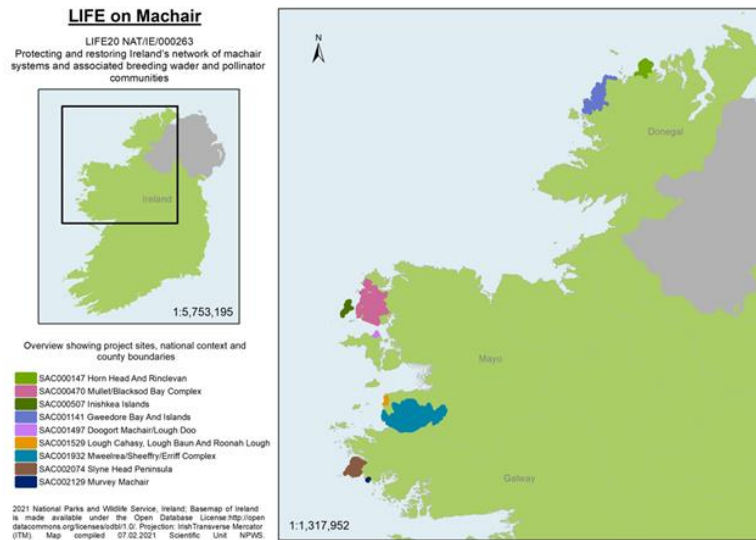 LIFE on Machair
LIFE20 NAT/IE/000263
Protecting and restoring Ireland's network of machair
systems and associated breeding wader and pollinator
communities
Ireland
1:5,753,195
Overview showing project sites, national context and
county boundaries
SAC000147 Horn Head And Rinclevan
SAC000470 Mullet/Blacksod Bay Complex
SAC000507 Inishkea Islands
SAC001141 Gweedore Bay And Islands
SAC001497 Doogort Machair/Lough Doo
SAC001529 Lough Cahasy, Lough Baun And Roonah Lough
SAC001932 Mweelrea/Sheeffry/Erriff Complex
SAC002074 Slyne Head Peninsula
SAC002129 Murvey Machair
2021 National Parks and Wildlife Service, Ireland; Basemap of Ireland
is made available under the Open Database License:http://open
datacommons.org/licenses/odbl/1.0/. Projection: IrishTransverse Mercator
(ITM). Map compiled 07.02.2021 Scientific Unit NPWS.
N
Donegal
Mayo
Galway
1:1,317,952